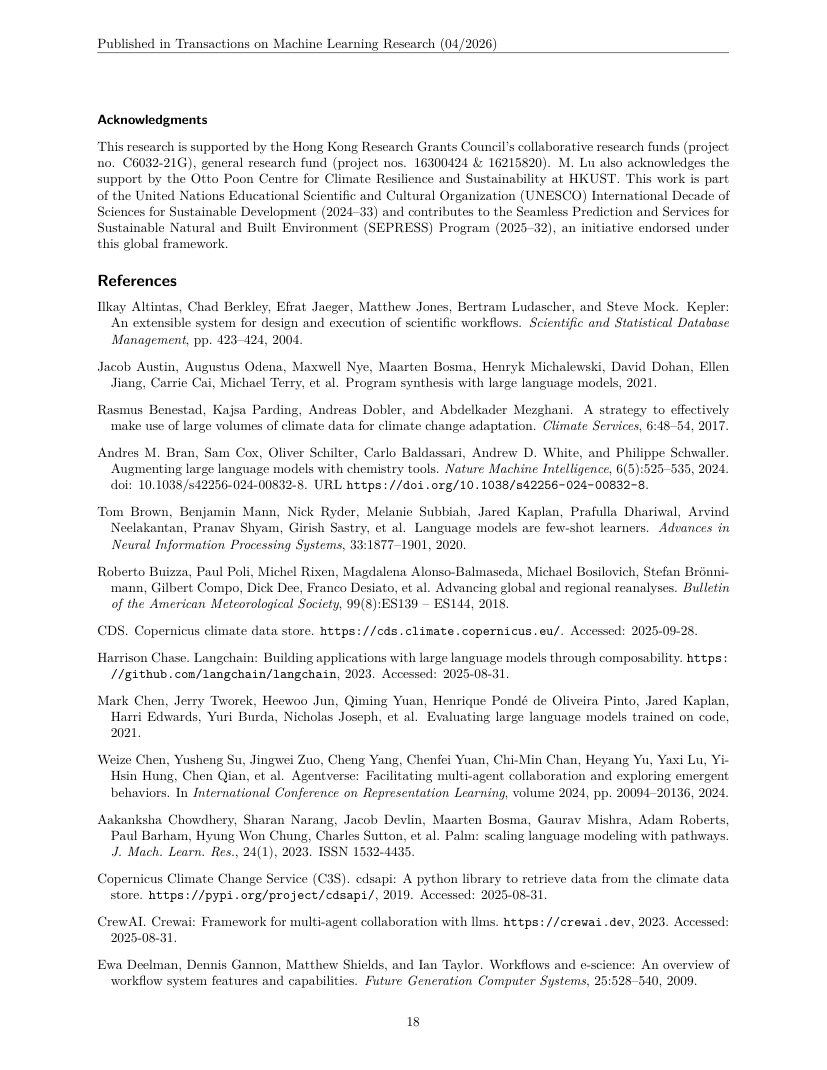 Published in Transactions on Machine Learning Research (04/2026)
Acknowledgments
This research is supported by the Hong Kong Research Grants Council's collaborative research funds (project
no. C6032-21G), general research fund (project nos. 16300424 & 16215820). M. Lu also acknowledges the
support by the Otto Poon Centre for Climate Resilience and Sustainability at HKUST. This work is part
of the United Nations Educational Scientific and Cultural Organization (UNESCO) International Decade of
Sciences for Sustainable Development (2024–33) and contributes to the Seamless Prediction and Services for
Sustainable Natural and Built Environment (SEPRESS) Program (2025–32), an initiative endorsed under
this global framework.
References
Ilkay Altintas, Chad Berkley, Efrat Jaeger, Matthew Jones, Bertram Ludascher, and Steve Mock. Kepler:
An extensible system for design and execution of scientific workflows. Scientific and Statistical Database
Management, pp. 423–424, 2004.
Jacob Austin, Augustus Odena, Maxwell Nye, Maarten Bosma, Henryk Michalewski, David Dohan, Ellen
Jiang, Carrie Cai, Michael Terry, et al. Program synthesis with large language models, 2021.
Rasmus Benestad, Kajsa Parding, Andreas Dobler, and Abdelkader Mezghani. A strategy to effectively
make use of large volumes of climate data for climate change adaptation. Climate Services, 6:48–54, 2017.
Andres M. Bran, Sam Cox, Oliver Schilter, Carlo Baldassari, Andrew D. White, and Philippe Schwaller.
Augmenting large language models with chemistry tools. Nature Machine Intelligence, 6(5):525–535, 2024.
doi: 10.1038/s42256-024-00832-8. URL https://doi.org/10.1038/s42256-024-00832-8.
Tom Brown, Benjamin Mann, Nick Ryder, Melanie Subbiah, Jared Kaplan, Prafulla Dhariwal, Arvind
Neelakantan, Pranav Shyam, Girish Sastry, et al. Language models are few-shot learners. Advances in
Neural Information Processing Systems, 33:1877–1901, 2020.
Roberto Buizza, Paul Poli, Michel Rixen, Magdalena Alonso-Balmaseda, Michael Bosilovich, Stefan Brönni-
mann, Gilbert Compo, Dick Dee, Franco Desiato, et al. Advancing global and regional reanalyses. Bulletin
of the American Meteorological Society, 99(8):ES139 – ES144, 2018.
CDS. Copernicus climate data store. https://cds.climate.copernicus.eu/. Accessed: 2025-09-28.
Harrison Chase. Langchain: Building applications with large language models through composability. https:
//github.com/langchain/langchain, 2023. Accessed: 2025-08-31.
Mark Chen, Jerry Tworek, Heewoo Jun, Qiming Yuan, Henrique Pondé de Oliveira Pinto, Jared Kaplan,
Harri Edwards, Yuri Burda, Nicholas Joseph, et al. Evaluating large language models trained on code,
2021.
Weize Chen, Yusheng Su, Jingwei Zuo, Cheng Yang, Chenfei Yuan, Chi-Min Chan, Heyang Yu, Yaxi Lu, Yi-
Hsin Hung, Chen Qian, et al. Agentverse: Facilitating multi-agent collaboration and exploring emergent
behaviors. In International Conference on Representation Learning, volume 2024, pp. 20094–20136, 2024.
Aakanksha Chowdhery, Sharan Narang, Jacob Devlin, Maarten Bosma, Gaurav Mishra, Adam Roberts,
Paul Barham, Hyung Won Chung, Charles Sutton, et al. Palm: scaling language modeling with pathways.
J. Mach. Learn. Res., 24(1), 2023. ISSN 1532-4435.
Copernicus Climate Change Service (C3S). cdsapi: A python library to retrieve data from the climate data
store. https://pypi.org/project/cdsapi/, 2019. Accessed: 2025-08-31.
CrewAI. Crewai: Framework for multi-agent collaboration with llms. https://crewai.dev, 2023. Accessed:
2025-08-31.
Ewa Deelman, Dennis Gannon, Matthew Shields, and Ian Taylor. Workflows and e-science: An overview of
workflow system features and capabilities. Future Generation Computer Systems, 25:528–540, 2009.
18